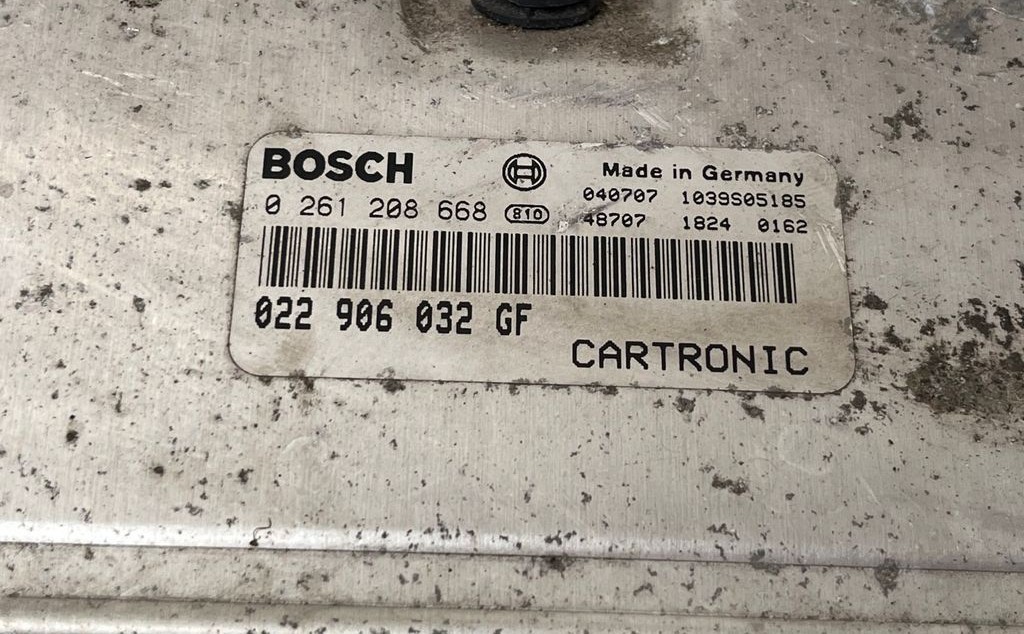 BOSCH Made in Germany
040707 1039S05185
0 261 208 668 810 48707 1824 0162
022 906 032 GF
CARTRONIC